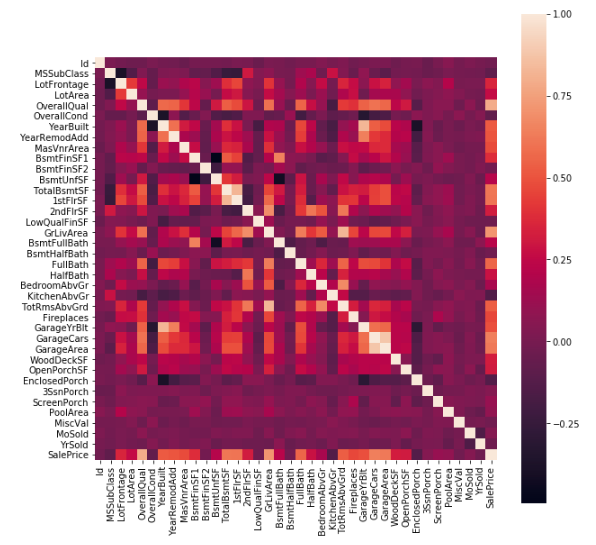 Id
MSSubClass
LotFrontage
LotArea
OverallQual
OverallCond
YearBuilt
YearRemodAdd
MasVnrArea
BsmtFinSF1
BsmtFinSF2
BsmtUnfSF
TotalBsmtSF
1stFlrSF
2ndFlrSF
LowQualFinSF
GrLivArea
BsmtFullBath
BsmtHalfBath
FullBath
HalfBath
BedroomAbvGr
KitchenAbvGr
TotRmsAbvGrd
Fireplaces
GarageYrBlt
GarageCars
GarageArea
WoodDeckSF
OpenPorchSF
EnclosedPorch
3SsnPorch
ScreenPorch
PoolArea
MiscVal
MoSold
YrSold
SalePrice
Id
MSSubClass
LotFrontage
LotArea
OverallQual
OverallCond
YearBuilt
YearRemodAdd
MasVnrArea
BsmtFinSF1
BsmtFinSF2
BsmtUnfSF
TotalBsmtSF
1stFlrSF
2ndFlrSF
LowQualFinSF
GrLivArea
BsmtFullBath
BsmtHalfBath
FullBath
HalfBath
BedroomAbvGr
KitchenAbvGr
TotRmsAbvGrd
Fireplaces
GarageYrBlt
GarageCars
GarageArea
WoodDeckSF
OpenPorchSF
EnclosedPorch
3SsnPorch
ScreenPorch
PoolArea
MiscVal
MoSold
YrSold
SalePrice
1.00
0.75
0.50
0.25
0.00
−0.25